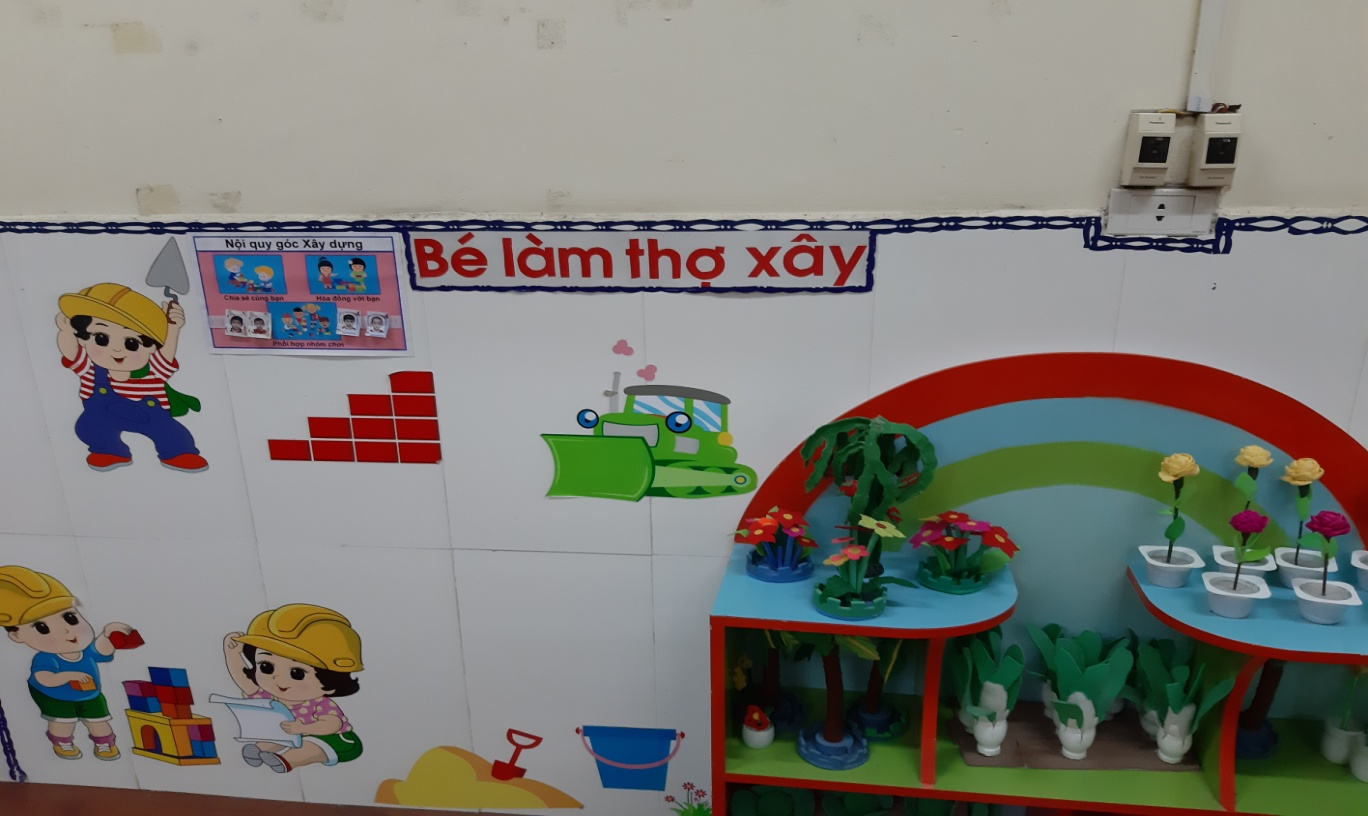 Nội quy góc Xây dựng
Bé làm thợ xây
Chia sẻ cùng bạn
Hòa đồng với bạn
Phối hợp nhóm chơi